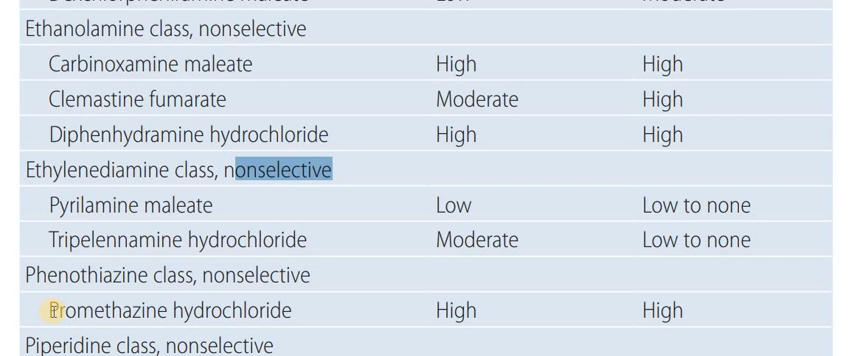 Ethanolamine class, nonselective
Carbinoxamine maleate High High
Clemastine fumarate Moderate High
Diphenhydramine hydrochloride High High
Ethylenediamine class, nonselective
Pyrilamine maleate Low Low to none
Tripelennamine hydrochloride Moderate Low to none
Phenothiazine class, nonselective
Promethazine hydrochloride High High
Piperidine class, nonselective